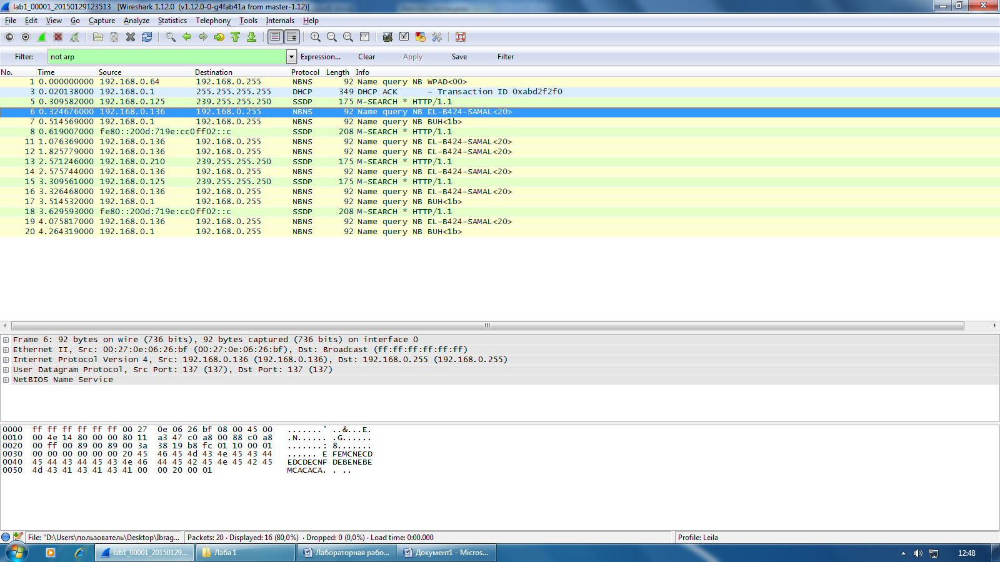 lab1_00001_20150129123513 [Wireshark 1.12.0 (v1.12.0-0-g4fab41a from master-1.12)]
File Edit View Go Capture Analyze Statistics Telephony Tools Internals Help
Filter: not arp Expression... Clear Apply Save Filter
No. Time Source Destination Protocol Length Info
1 0.000000000 192.168.0.64 192.168.0.255 NBNS 92 Name query NB WPAD<00>
3 0.020138000 192.168.0.1 255.255.255.255 DHCP 349 DHCP ACK - Transaction ID 0xabd2f2f0
5 0.309582000 192.168.0.125 239.255.255.250 SSDP 175 M-SEARCH * HTTP/1.1
6 0.324676000 192.168.0.136 192.168.0.255 NBNS 92 Name query NB EL-B424-SAMAL<20>
7 0.514569000 192.168.0.1 192.168.0.255 NBNS 92 Name query NB BUH<1b>
8 0.619007000 fe80::200d:719e:cc0 ff02::c SSDP 208 M-SEARCH * HTTP/1.1
11 1.076369000 192.168.0.136 192.168.0.255 NBNS 92 Name query NB EL-B424-SAMAL<20>
12 1.825779000 192.168.0.136 192.168.0.255 NBNS 92 Name query NB EL-B424-SAMAL<20>
13 2.571246000 192.168.0.210 239.255.255.250 SSDP 175 M-SEARCH * HTTP/1.1
14 2.575744000 192.168.0.136 192.168.0.255 NBNS 92 Name query NB EL-B424-SAMAL<20>
15 3.309561000 192.168.0.125 239.255.255.250 SSDP 175 M-SEARCH * HTTP/1.1
16 3.326468000 192.168.0.136 192.168.0.255 NBNS 92 Name query NB EL-B424-SAMAL<20>
17 3.514532000 192.168.0.1 192.168.0.255 NBNS 92 Name query NB BUH<1b>
18 3.629593000 fe80::200d:719e:cc0 ff02::c SSDP 208 M-SEARCH * HTTP/1.1
19 4.075817000 192.168.0.136 192.168.0.255 NBNS 92 Name query NB EL-B424-SAMAL<20>
20 4.264319000 192.168.0.1 192.168.0.255 NBNS 92 Name query NB BUH<1b>
Frame 6: 92 bytes on wire (736 bits), 92 bytes captured (736 bits) on interface 0
Ethernet II, Src: 00:27:0e:06:26:bf (00:27:0e:06:26:bf), Dst: Broadcast (ff:ff:ff:ff:ff:ff)
Internet Protocol Version 4, Src: 192.168.0.136 (192.168.0.136), Dst: 192.168.0.255 (192.168.0.255)
User Datagram Protocol, Src Port: 137 (137), Dst Port: 137 (137)
NetBIOS Name Service
0000 ff ff ff ff ff ff 00 27 0e 06 26 bf 08 00 45 00 .......' ..&...E.
0010 00 4e 14 80 00 00 80 11 a3 47 c0 a8 00 88 c0 a8 .N...... .G......
0020 00 ff 00 89 00 89 00 3a 38 19 b8 fc 01 10 00 01 .......: 8.......
0030 00 00 00 00 00 00 20 45 46 45 4d 43 4e 45 43 44 ...... E FEMCNECD
0040 45 44 43 44 45 43 4e 46 44 45 42 45 4e 45 42 45 EDCDECNF DEBENEBE
0050 4d 43 41 43 41 43 41 00 00 20 00 01 MCACACA. . ..
File: "D:\Users\пользователь\Desktop\Ibrag... Packets: 20 · Displayed: 16 (80,0%) · Dropped: 0 (0,0%) · Load time: 0:00.000 Profile: Leila
lab1_00001_20150129... Лаба 1 Лабораторная рабо... Документ1 - Micros... 12:48